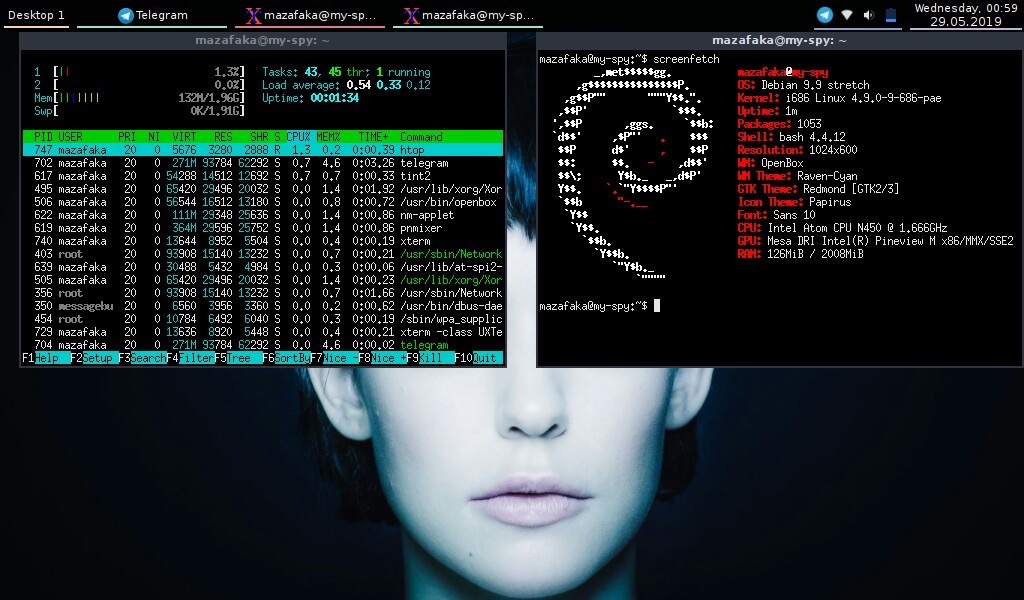 Desktop 1
Telegram
mazafaka@my-sp...
mazafaka@my-sp...
Wednesday, 00:59
29.05.2019
mazafaka@my-spy: ~
1 [|| 1.3%]
2 [ 0.0%]
Mem[||||||||| 132M/1.96G]
Swp[ 0K/1.91G]
Tasks: 43, 45 thr; 1 running
Load average: 0.54 0.33 0.12
Uptime: 00:01:34
PID USER PRI NI VIRT RES SHR S CPU% MEM% TIME+ Command
747 mazafaka 20 0 5676 3280 2888 R 1.3 0.2 0:00.39 htop
702 mazafaka 20 0 271M 93784 62292 S 0.7 4.6 0:03.26 telegram
617 mazafaka 20 0 54288 14512 12692 S 0.7 0.7 0:00.33 tint2
495 mazafaka 20 0 65420 29496 20032 S 0.0 1.4 0:01.92 /usr/lib/xorg/Xor
506 mazafaka 20 0 56544 16512 13180 S 0.0 0.8 0:00.72 /usr/bin/openbox
622 mazafaka 20 0 111M 29348 25636 S 0.0 1.4 0:00.86 nm-applet
619 mazafaka 20 0 364M 29596 25752 S 0.0 1.4 0:00.86 pnmixer
740 mazafaka 20 0 13644 8952 5504 S 0.0 0.4 0:00.19 xterm
403 root 20 0 93908 15140 13232 S 0.0 0.7 0:00.21 /usr/sbin/Network
639 mazafaka 20 0 30488 5432 4984 S 0.0 0.3 0:00.06 /usr/lib/at-spi2-
505 mazafaka 20 0 65420 29496 20032 S 0.0 1.4 0:00.23 /usr/lib/xorg/Xor
356 root 20 0 93908 15140 13232 S 0.0 0.7 0:01.66 /usr/sbin/Network
350 messagebu 20 0 6560 3956 3360 S 0.0 0.2 0:00.62 /usr/bin/dbus-dae
454 root 20 0 10784 6492 6040 S 0.0 0.3 0:00.19 /sbin/wpa_supplic
729 mazafaka 20 0 13636 8920 5448 S 0.0 0.4 0:00.19 xterm -class UXTe
704 mazafaka 20 0 271M 93784 62292 S 0.0 4.6 0:00.02 telegram
F1Help F2Setup F3SearchF4FilterF5Tree F6SortByF7Nice -F8Nice +F9Kill F10Quit
mazafaka@my-spy: ~
mazafaka@my-spy:~$ screenfetch
mazafaka@my-spy
OS: Debian 9.9 stretch
Kernel: i686 Linux 4.9.0-9-686-pae
Uptime: 1m
Packages: 1053
Shell: bash 4.4.12
Resolution: 1024x600
WM: OpenBox
WM Theme: Raven-Cyan
GTK Theme: Redmond [GTK2/3]
Icon Theme: Papirus
Font: Sans 10
CPU: Intel Atom CPU N450 @ 1.666GHz
GPU: Mesa DRI Intel(R) Pineview M x86/MMX/SSE2
RAM: 126MiB / 2008MiB
mazafaka@my-spy:~$